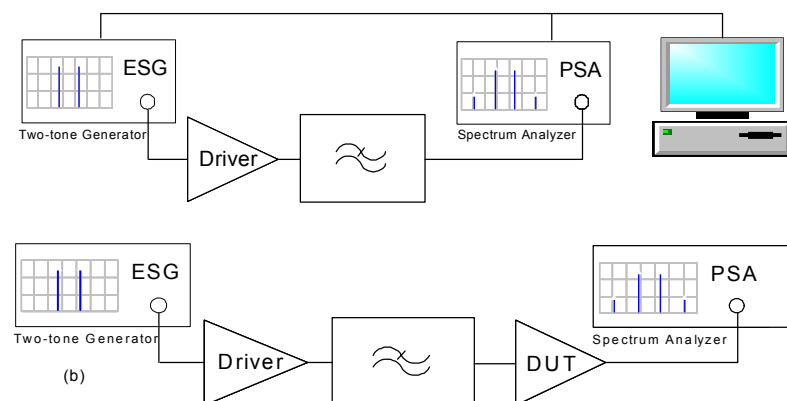 ESG
PSA
Two-tone Generator
Spectrum Analyzer
Driver
ESG
PSA
Two-tone Generator
Spectrum Analyzer
Driver
DUT
(b)